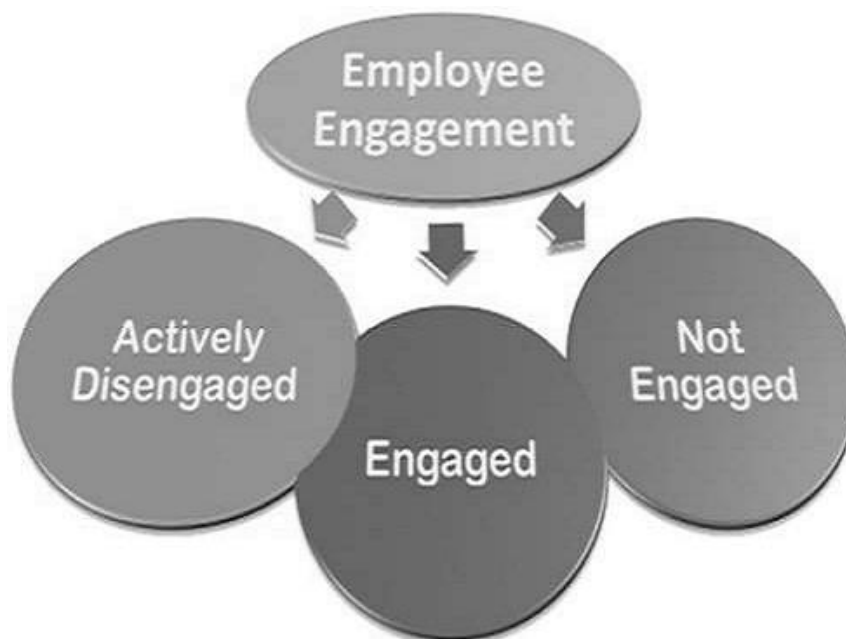 Employee
Engagement
Actively
Disengaged
Engaged
Not
Engaged